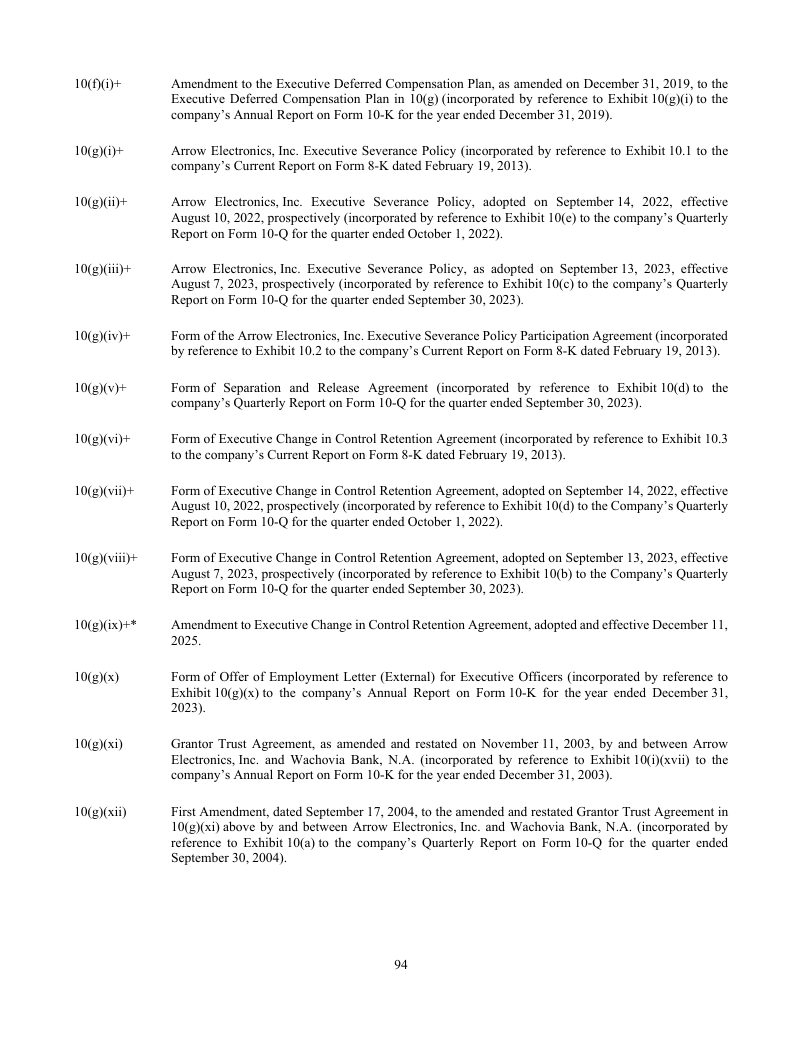 10(f)(i)+ Amendment to the Executive Deferred Compensation Plan, as amended on December 31, 2019, to the
Executive Deferred Compensation Plan in 10(g) (incorporated by reference to Exhibit 10(g)(i) to the
company’s Annual Report on Form 10-K for the year ended December 31, 2019).
10(g)(i)+ Arrow Electronics, Inc. Executive Severance Policy (incorporated by reference to Exhibit 10.1 to the
company’s Current Report on Form 8-K dated February 19, 2013).
10(g)(ii)+ Arrow Electronics, Inc. Executive Severance Policy, adopted on September 14, 2022, effective
August 10, 2022, prospectively (incorporated by reference to Exhibit 10(e) to the company’s Quarterly
Report on Form 10-Q for the quarter ended October 1, 2022).
10(g)(iii)+ Arrow Electronics, Inc. Executive Severance Policy, as adopted on September 13, 2023, effective
August 7, 2023, prospectively (incorporated by reference to Exhibit 10(c) to the company’s Quarterly
Report on Form 10-Q for the quarter ended September 30, 2023).
10(g)(iv)+ Form of the Arrow Electronics, Inc. Executive Severance Policy Participation Agreement (incorporated
by reference to Exhibit 10.2 to the company’s Current Report on Form 8-K dated February 19, 2013).
10(g)(v)+ Form of Separation and Release Agreement (incorporated by reference to Exhibit 10(d) to the
company’s Quarterly Report on Form 10-Q for the quarter ended September 30, 2023).
10(g)(vi)+ Form of Executive Change in Control Retention Agreement (incorporated by reference to Exhibit 10.3
to the company’s Current Report on Form 8-K dated February 19, 2013).
10(g)(vii)+ Form of Executive Change in Control Retention Agreement, adopted on September 14, 2022, effective
August 10, 2022, prospectively (incorporated by reference to Exhibit 10(d) to the Company’s Quarterly
Report on Form 10-Q for the quarter ended October 1, 2022).
10(g)(viii)+ Form of Executive Change in Control Retention Agreement, adopted on September 13, 2023, effective
August 7, 2023, prospectively (incorporated by reference to Exhibit 10(b) to the Company’s Quarterly
Report on Form 10-Q for the quarter ended September 30, 2023).
10(g)(ix)+* Amendment to Executive Change in Control Retention Agreement, adopted and effective December 11,
2025.
10(g)(x) Form of Offer of Employment Letter (External) for Executive Officers (incorporated by reference to
Exhibit 10(g)(x) to the company’s Annual Report on Form 10-K for the year ended December 31,
2023).
10(g)(xi) Grantor Trust Agreement, as amended and restated on November 11, 2003, by and between Arrow
Electronics, Inc. and Wachovia Bank, N.A. (incorporated by reference to Exhibit 10(i)(xvii) to the
company’s Annual Report on Form 10-K for the year ended December 31, 2003).
10(g)(xii) First Amendment, dated September 17, 2004, to the amended and restated Grantor Trust Agreement in
10(g)(xi) above by and between Arrow Electronics, Inc. and Wachovia Bank, N.A. (incorporated by
reference to Exhibit 10(a) to the company’s Quarterly Report on Form 10-Q for the quarter ended
September 30, 2004).
94